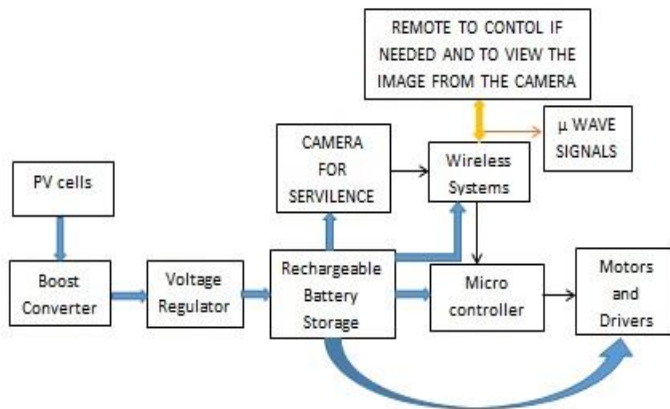 REMOTE TO CONTOL IF
NEEDED AND TO VIEW THE
IMAGE FROM THE CAMERA
μ WAVE
SIGNALS
CAMERA
FOR
SERVILENCE
Wireless
Systems
PV cells
Boost
Converter
Voltage
Regulator
Rechargeable
Battery
Storage
Micro
controller
Motors
and
Drivers